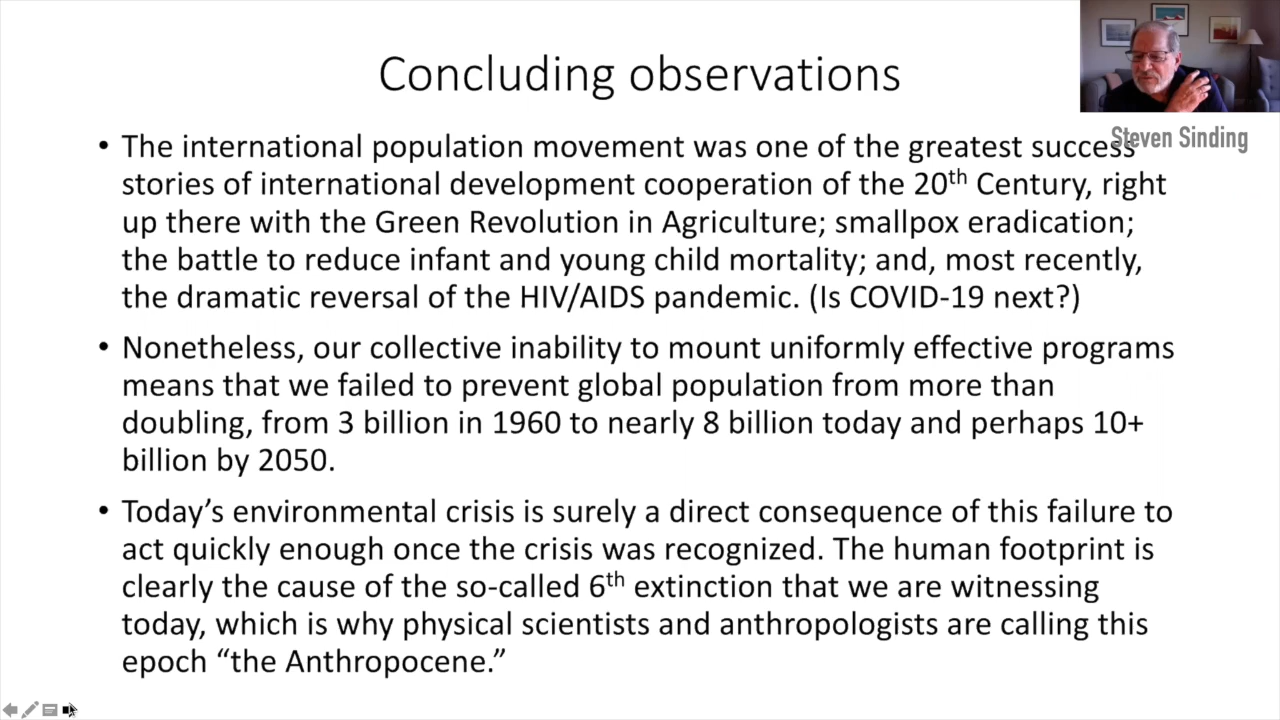 Concluding observations
Steven Sinding
• The international population movement was one of the greatest success
stories of international development cooperation of the 20th Century, right
up there with the Green Revolution in Agriculture; smallpox eradication;
the battle to reduce infant and young child mortality; and, most recently,
the dramatic reversal of the HIV/AIDS pandemic. (Is COVID-19 next?)
• Nonetheless, our collective inability to mount uniformly effective programs
means that we failed to prevent global population from more than
doubling, from 3 billion in 1960 to nearly 8 billion today and perhaps 10+
billion by 2050.
• Today’s environmental crisis is surely a direct consequence of this failure to
act quickly enough once the crisis was recognized. The human footprint is
clearly the cause of the so-called 6th extinction that we are witnessing
today, which is why physical scientists and anthropologists are calling this
epoch “the Anthropocene.”